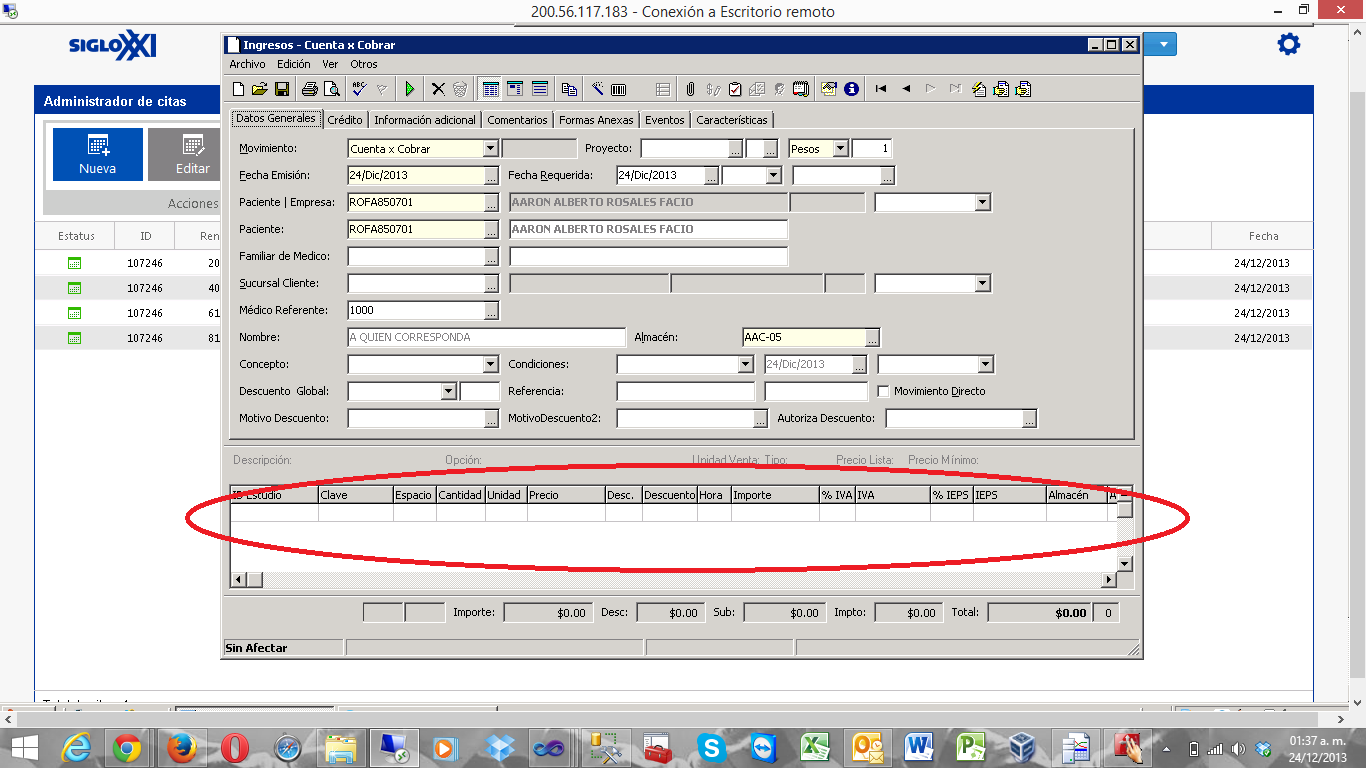 200.56.117.183 - Conexión a Escritorio remoto
SIGLOXXI
Administrador de citas
Nueva
Editar
Acciones
Estatus ID Ren Fecha
107246 20 24/12/2013
107246 40 24/12/2013
107246 61 24/12/2013
107246 81 24/12/2013
Ingresos - Cuenta x Cobrar
Archivo Edición Ver Otros
Datos Generales Crédito Información adicional Comentarios Formas Anexas Eventos Características
Movimiento: Cuenta x Cobrar Proyecto: Pesos 1
Fecha Emisión: 24/Dic/2013 Fecha Requerida: 24/Dic/2013
Paciente | Empresa: ROFA850701 AARON ALBERTO ROSALES FACIO
Paciente: ROFA850701 AARON ALBERTO ROSALES FACIO
Familiar de Medico:
Sucursal Cliente:
Médico Referente: 1000
Nombre: A QUIEN CORRESPONDA Almacén: AAC-05
Concepto: Condiciones: 24/Dic/2013
Descuento Global: Referencia: Movimiento Directo
Motivo Descuento: MotivoDescuento2: Autoriza Descuento:
Descripción: Opción: Unidad Venta: Tipo: Precio Lista: Precio Mínimo:
ID Estudio Clave Espacio Cantidad Unidad Precio Desc. Descuento Hora Importe % IVA IVA % IEPS IEPS Almacén A
Importe: $0.00 Desc: $0.00 Sub: $0.00 Impto: $0.00 Total: $0.00 0
Sin Afectar
01:37 a. m.
24/12/2013